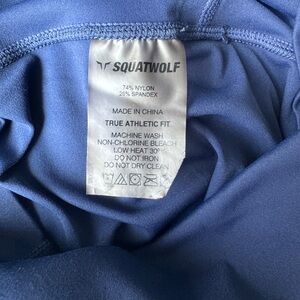 SQUATWOLF
74% NYLON
26% SPANDEX
MADE IN CHINA
TRUE ATHLETIC FIT
MACHINE WASH
NON-CHLORINE BLEACH
LOW HEAT 30°
DO NOT IRON
DO NOT DRY CLEAN